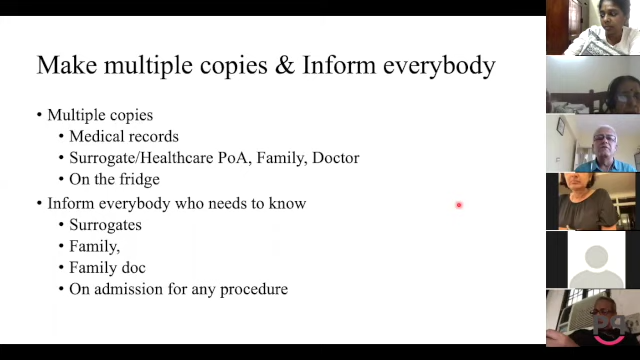 Make multiple copies & Inform everybody
• Multiple copies
• Medical records
• Surrogate/Healthcare PoA, Family, Doctor
• On the fridge
• Inform everybody who needs to know
• Surrogates
• Family,
• Family doc
• On admission for any procedure